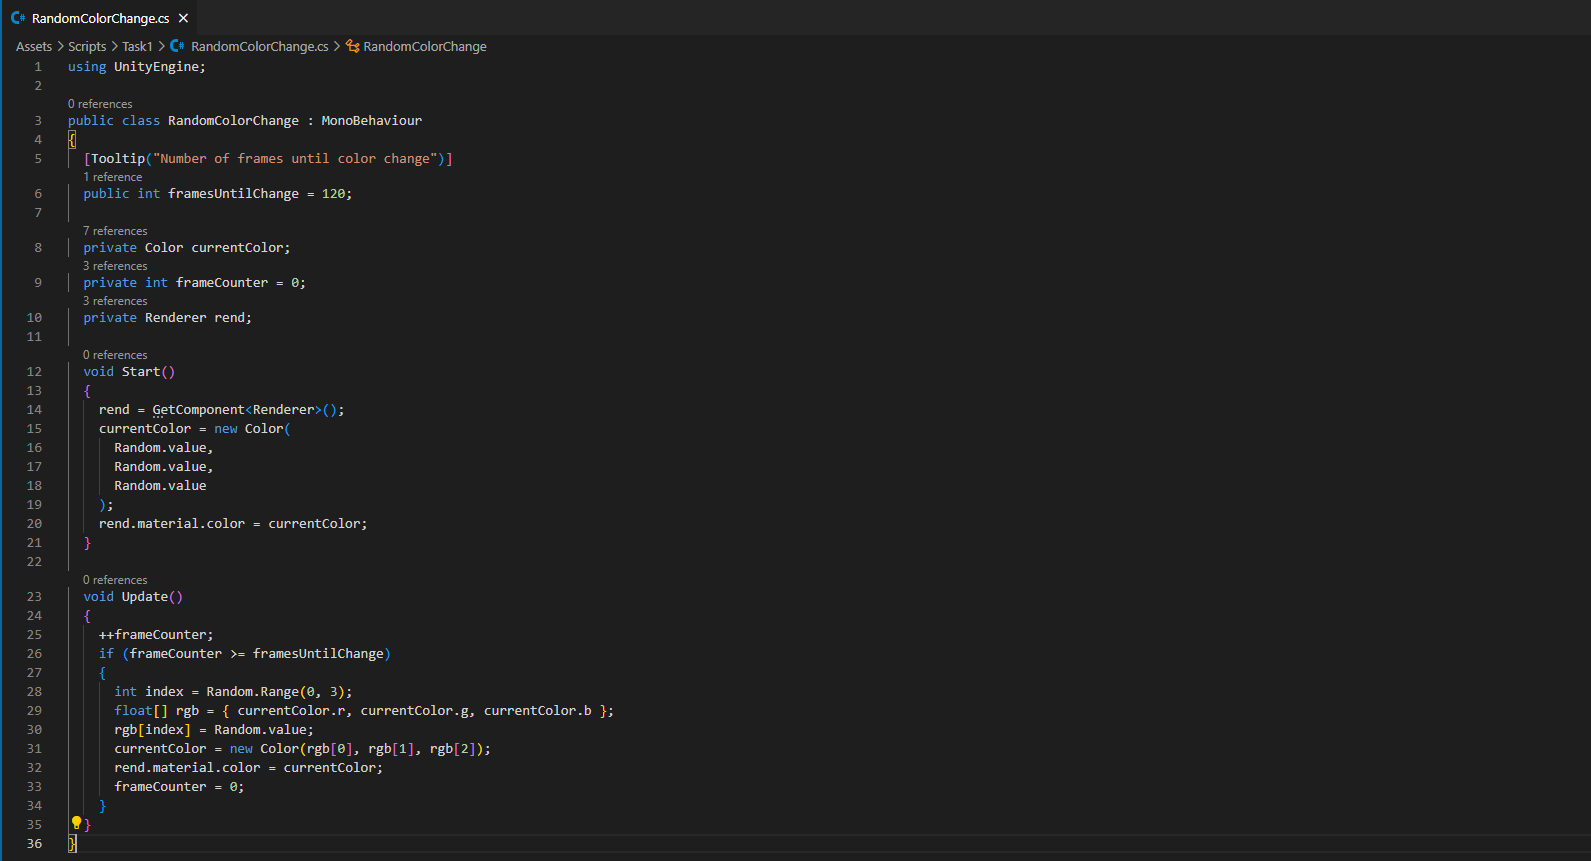 RandomColorChange.cs
Assets > Scripts > Task1 > RandomColorChange.cs > RandomColorChange
1 using UnityEngine;
2
0 references
3 public class RandomColorChange : MonoBehaviour
4 {
5 [Tooltip("Number of frames until color change")]
1 reference
6 public int framesUntilChange = 120;
7
7 references
8 private Color currentColor;
3 references
9 private int frameCounter = 0;
3 references
10 private Renderer rend;
11
0 references
12 void Start()
13 {
14 rend = GetComponent<Renderer>();
15 currentColor = new Color(
16 Random.value,
17 Random.value,
18 Random.value
19 );
20 rend.material.color = currentColor;
21 }
22
0 references
23 void Update()
24 {
25 ++frameCounter;
26 if (frameCounter >= framesUntilChange)
27 {
28 int index = Random.Range(0, 3);
29 float[] rgb = { currentColor.r, currentColor.g, currentColor.b };
30 rgb[index] = Random.value;
31 currentColor = new Color(rgb[0], rgb[1], rgb[2]);
32 rend.material.color = currentColor;
33 frameCounter = 0;
34 }
35 }
36 }